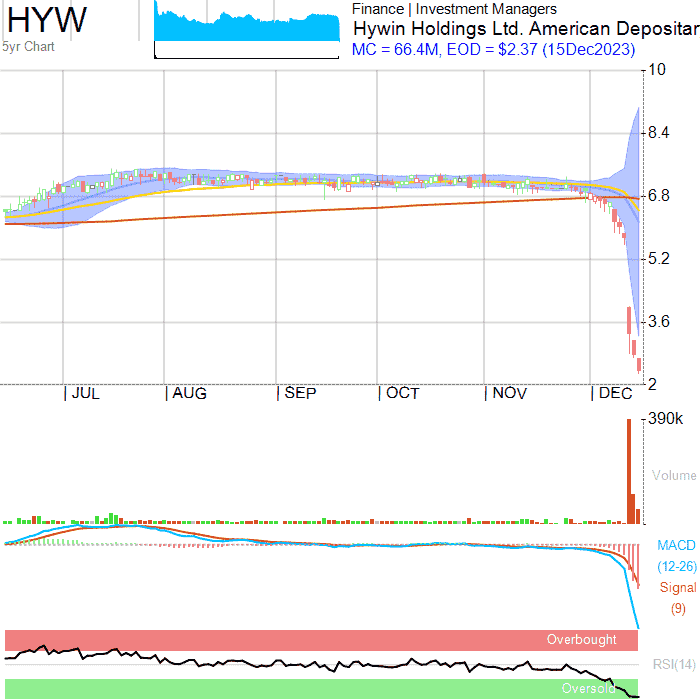 HYW
5yr Chart
Finance | Investment Managers
Hywin Holdings Ltd. American Depositar
MC = 66.4M, EOD = $2.37 (15Dec2023)
10
8.4
6.8
5.2
3.6
2
| JUL | AUG | SEP | OCT | NOV | DEC
390k
Volume
MACD
(12-26)
Signal
(9)
Overbought
RSI(14)
Oversold